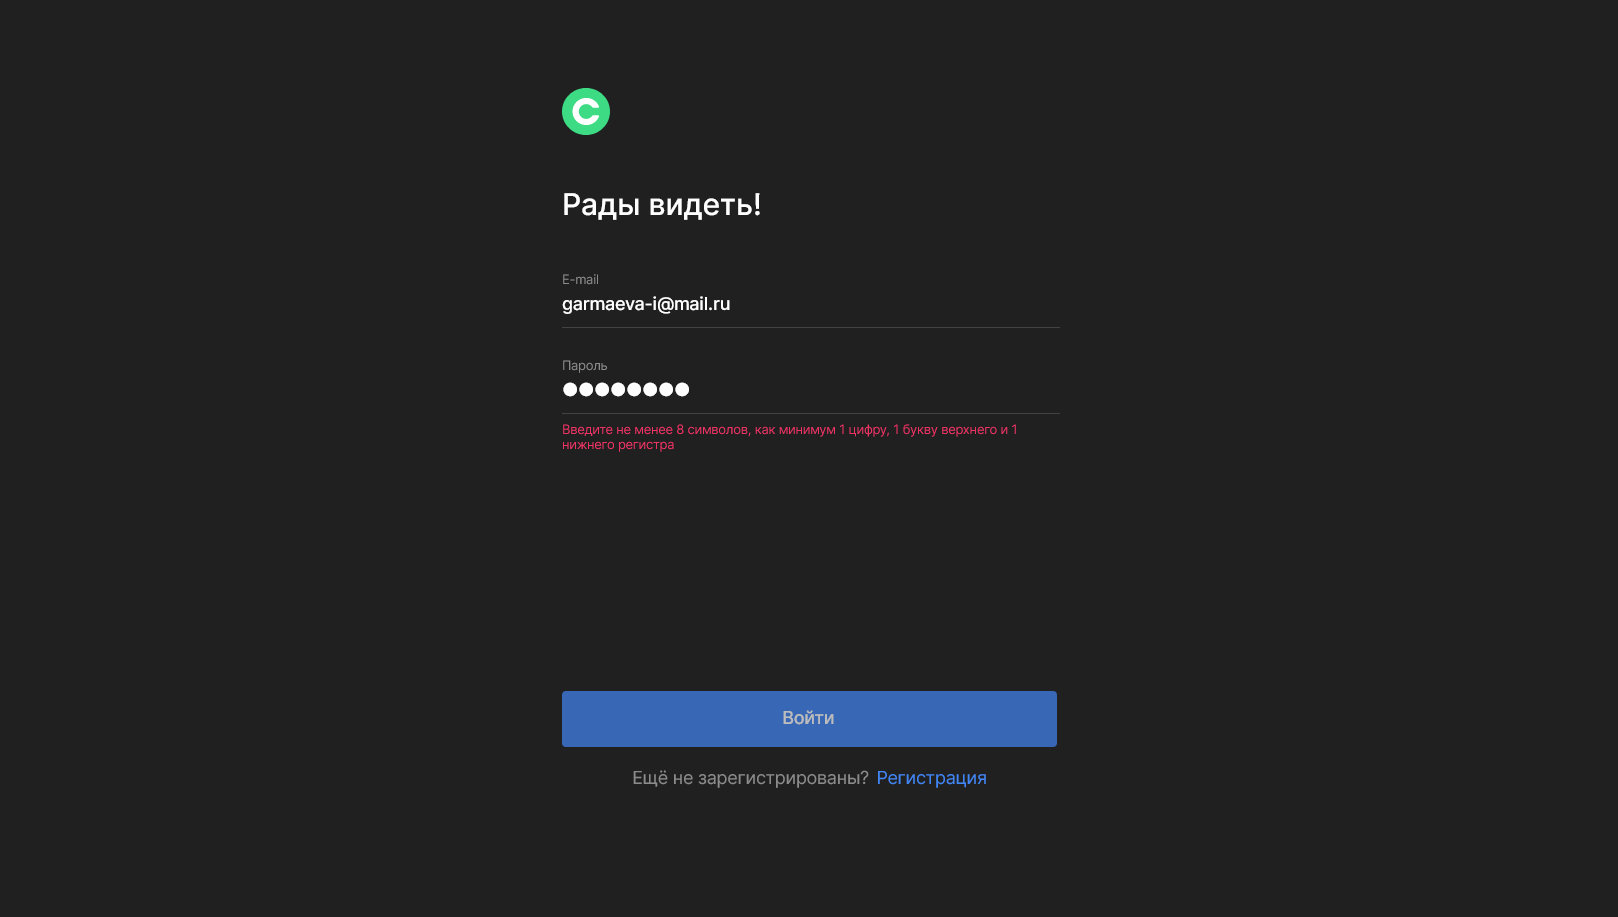 C
Рады видеть!
E-mail
garmaeva-i@mail.ru
Пароль
●●●●●●●●
Введите не менее 8 символов, как минимум 1 цифру, 1 букву верхнего и 1
нижнего регистра
Войти
Ещё не зарегистрированы? Регистрация